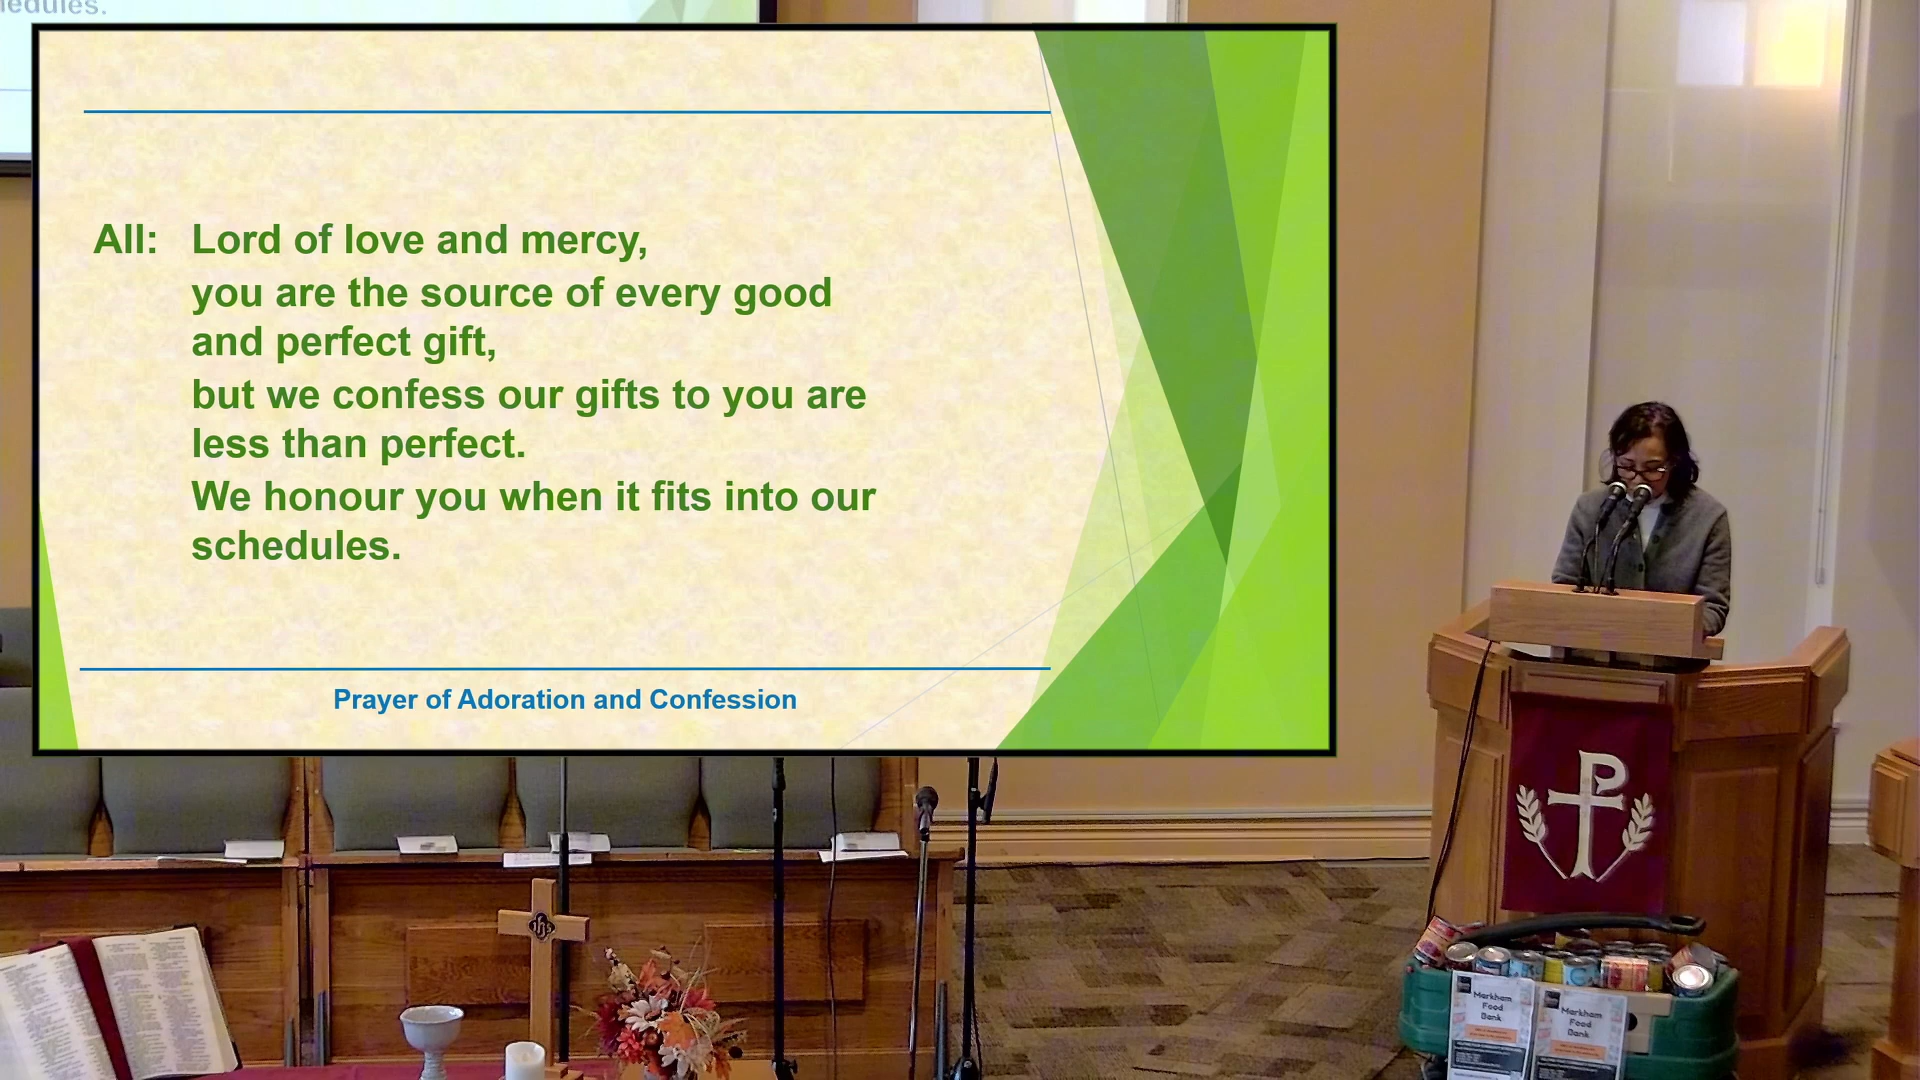 schedules.
All: Lord of love and mercy,
you are the source of every good
and perfect gift,
but we confess our gifts to you are
less than perfect.
We honour you when it fits into our
schedules.
Prayer of Adoration and Confession
ihs
Markham
Food
Bank
Markham
Food
Bank